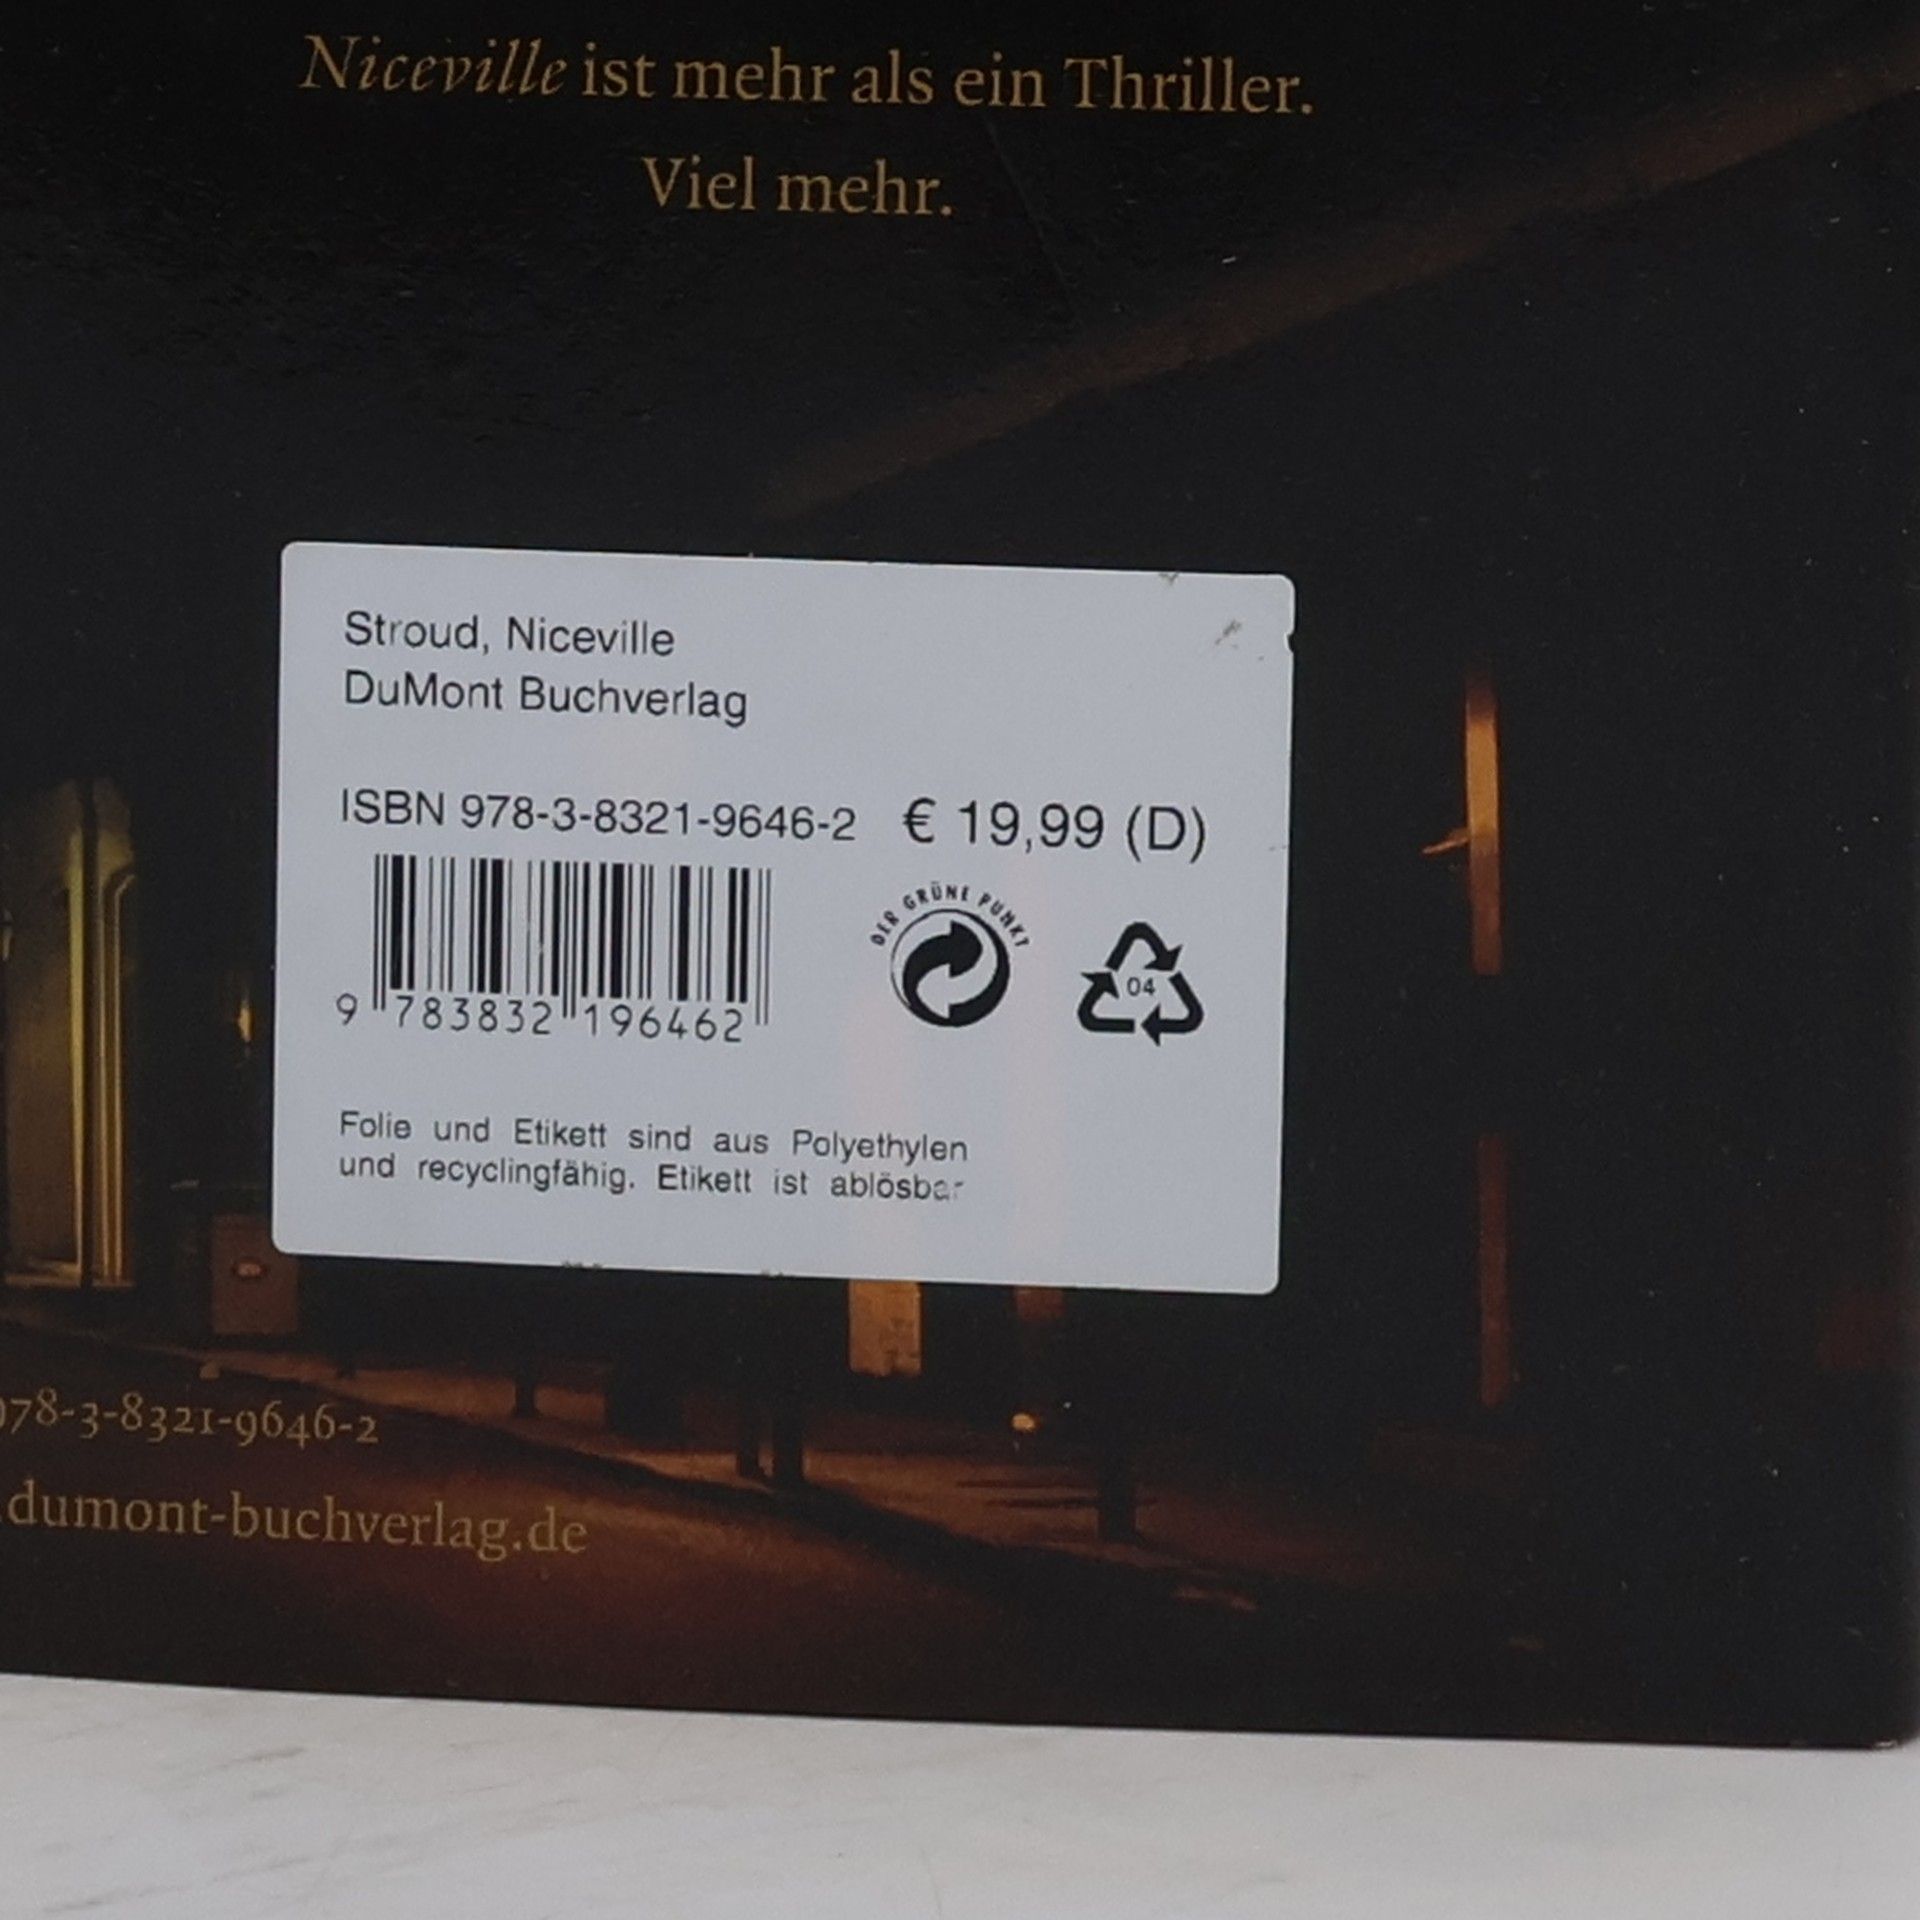 Niceville ist mehr als ein Thriller.
Viel mehr.
Stroud, Niceville
DuMont Buchverlag
ISBN 978-3-8321-9646-2 € 19,99 (D)
DER GRÜNE PUNKT
04
9 783832 196462
Folie und Etikett sind aus Polyethylen
und recyclingfähig. Etikett ist ablösbar
978-3-8321-9646-2
.dumont-buchverlag.de